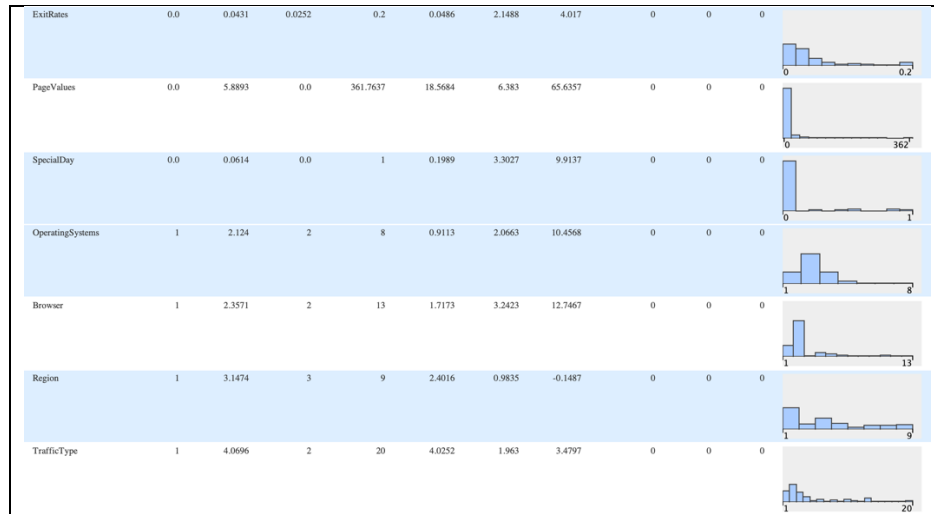 ExitRates 0.0 0.0431 0.0252 0.2 0.0486 2.1488 4.017 0 0 0
0 0.2
PageValues 0.0 5.8893 0.0 361.7637 18.5684 6.383 65.6357 0 0 0
0 362
SpecialDay 0.0 0.0614 0.0 1 0.1989 3.3027 9.9137 0 0 0
0 1
OperatingSystems 1 2.124 2 8 0.9113 2.0663 10.4568 0 0 0
1 8
Browser 1 2.3571 2 13 1.7173 3.2423 12.7467 0 0 0
1 13
Region 1 3.1474 3 9 2.4016 0.9835 -0.1487 0 0 0
1 9
TrafficType 1 4.0696 2 20 4.0252 1.963 3.4797 0 0 0
1 20